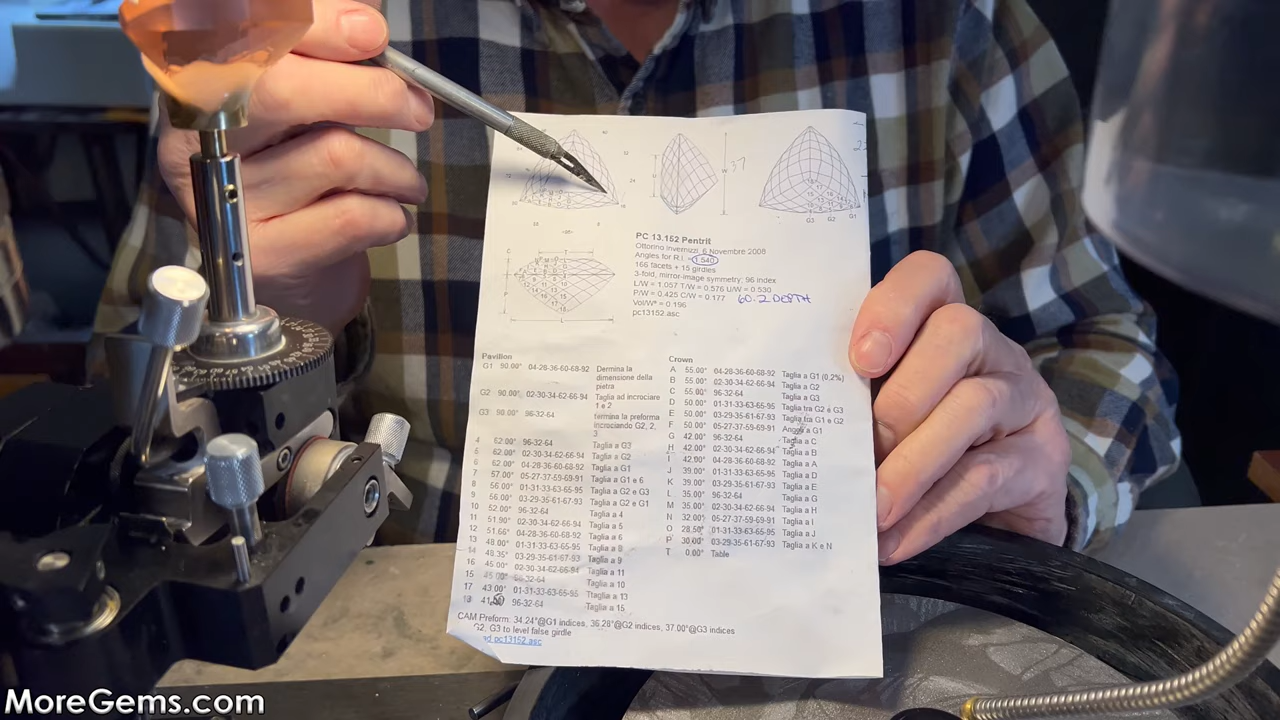 PC 13.152 Pentrit
Ottorino Invernizzi, 6 Novembre 2008
Angles for R.I. = 1.540
166 facets + 15 girdles
3-fold, mirror-image symmetry; 96 index
L/W = 1.057 T/W = 0.576 U/W = 0.530
P/W = 0.425 C/W = 0.177 60.2 DEPTH
Vol/W³ = 0.196
pc13152.asc
Pavilion
G1 90.00° 04-28-36-60-68-92 Dermina la
dimensione della
pietra
G2 90.00° 02-30-34-62-66-94 Taglia ad incrociare
1 e 2
G3 90.00° 96-32-64 termina la preforma
incrociando G2, 2,
3
4 62.00° 96-32-64 Taglia a G3
5 62.00° 02-30-34-62-66-94 Taglia a G2
6 62.00° 04-28-36-60-68-92 Taglia a G1
7 57.00° 05-27-37-59-69-91 Taglia a G1 e 6
8 56.00° 01-31-33-63-65-95 Taglia a G2 e G3
9 56.00° 03-29-35-61-67-93 Taglia a G2 e G1
10 52.00° 96-32-64 Taglia a 4
11 51.90° 02-30-34-62-66-94 Taglia a 5
12 51.66° 04-28-36-60-68-92 Taglia a 6
13 48.00° 01-31-33-63-65-95 Taglia a 8
14 48.35° 03-29-35-61-67-93 Taglia a 9
16 45.00° 02-30-34-62-66-94 Taglia a 11
15 45.00° 96-32-64 Taglia a 10
17 43.00° 01-31-33-63-65-95 Ttaglia a 13
18 96-32-64 Taglia a 15
Crown
A 55.00° 04-28-36-60-68-92 Taglia a G1 (0,2%)
B 55.00° 02-30-34-62-66-94 Taglia a G2
C 55.00° 96-32-64 Taglia a G3
D 50.00° 01-31-33-63-65-95 Taglia tra G2 e G3
E 50.00° 03-29-35-61-67-93 Taglia tra G1 e G2
F 50.00° 05-27-37-59-69-91 a G1
G 42.00° 96-32-64 Taglia a C
H 42.00° 02-30-34-62-66-94 Taglia a B
I 42.90° 04-28-36-60-68-92 Taglia a A
J 39.00° 01-31-33-63-65-95 Taglia a D
K 39.00° 03-29-35-61-67-93 Taglia a E
L 35.00° 96-32-64 Taglia a G
M 35.00° 02-30-34-62-66-94 Taglia a H
N 32.00° 05-27-37-59-69-91 Taglia a I
O 28.50° 01-31-33-63-65-95 Taglia a J
P 30.00° 03-29-35-61-67-93 Taglia a K e N
T 0.00° Table
CAM Preform: 34.24°@G1 indices, 36.28°@G2 indices, 37.00°@G3 indices
G2, G3 to level false girdle
ad pc13152.asc
MoreGems.com